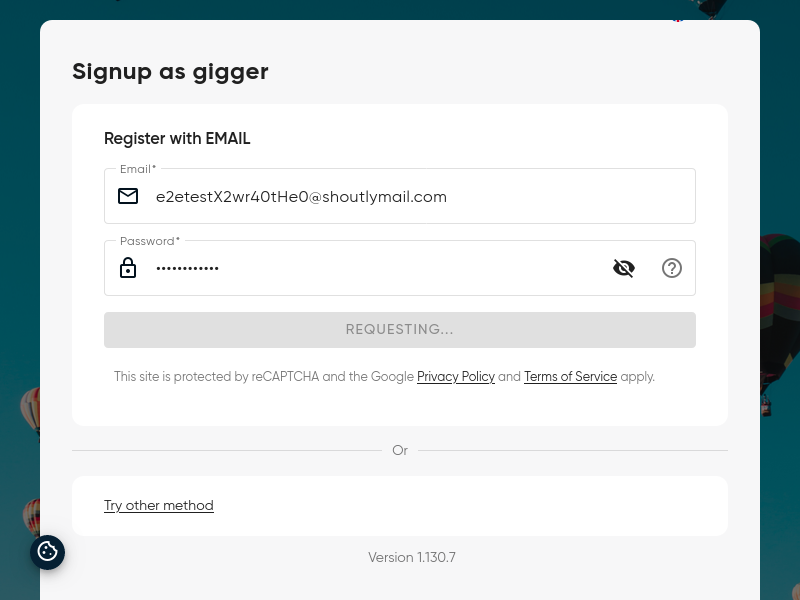 Signup as gigger
Register with EMAIL
Email*
e2etestX2wr40tHe0@shoutlymail.com
Password*
••••••••••••
REQUESTING...
This site is protected by reCAPTCHA and the Google Privacy Policy and Terms of Service apply.
Or
Try other method
Version 1.130.7